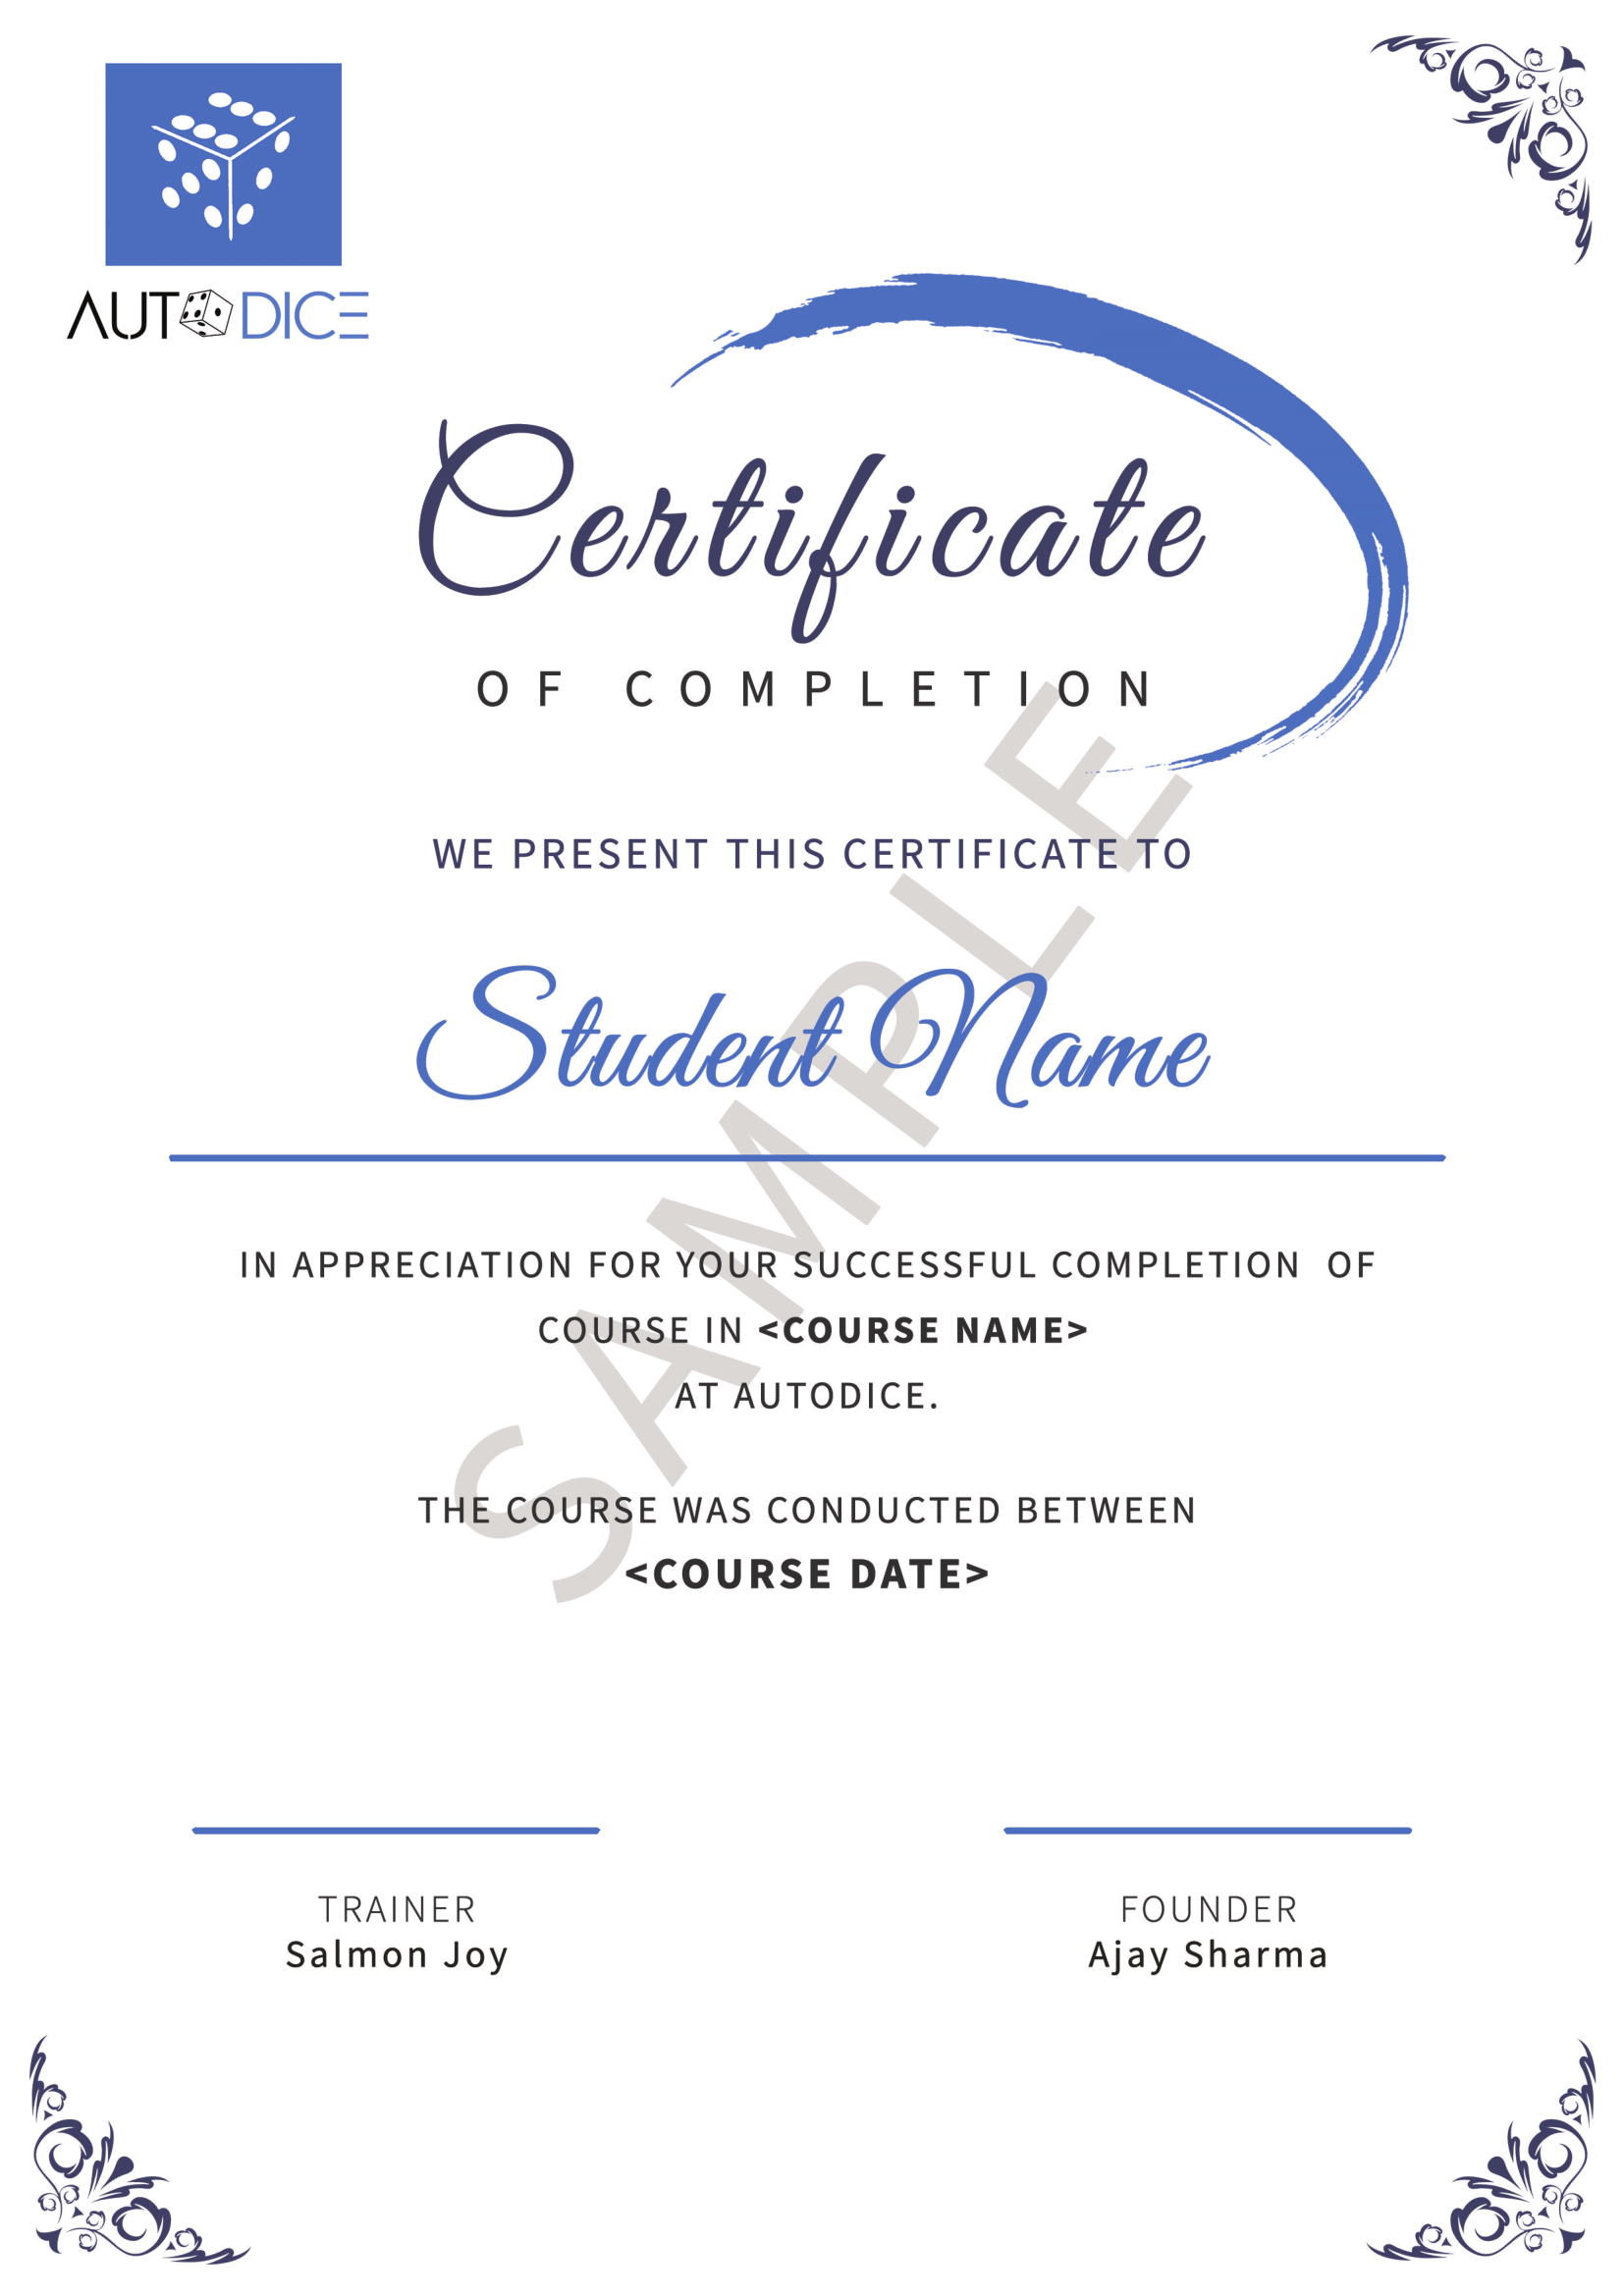 AUTODICE
Certificate
OF COMPLETION
WE PRESENT THIS CERTIFICATE TO
Student Name
IN APPRECIATION FOR YOUR SUCCESSFUL COMPLETION OF
COURSE IN <COURSE NAME>
AT AUTODICE.
THE COURSE WAS CONDUCTED BETWEEN
<COURSE DATE>
SAMPLE
TRAINER
Salmon Joy
FOUNDER
Ajay Sharma